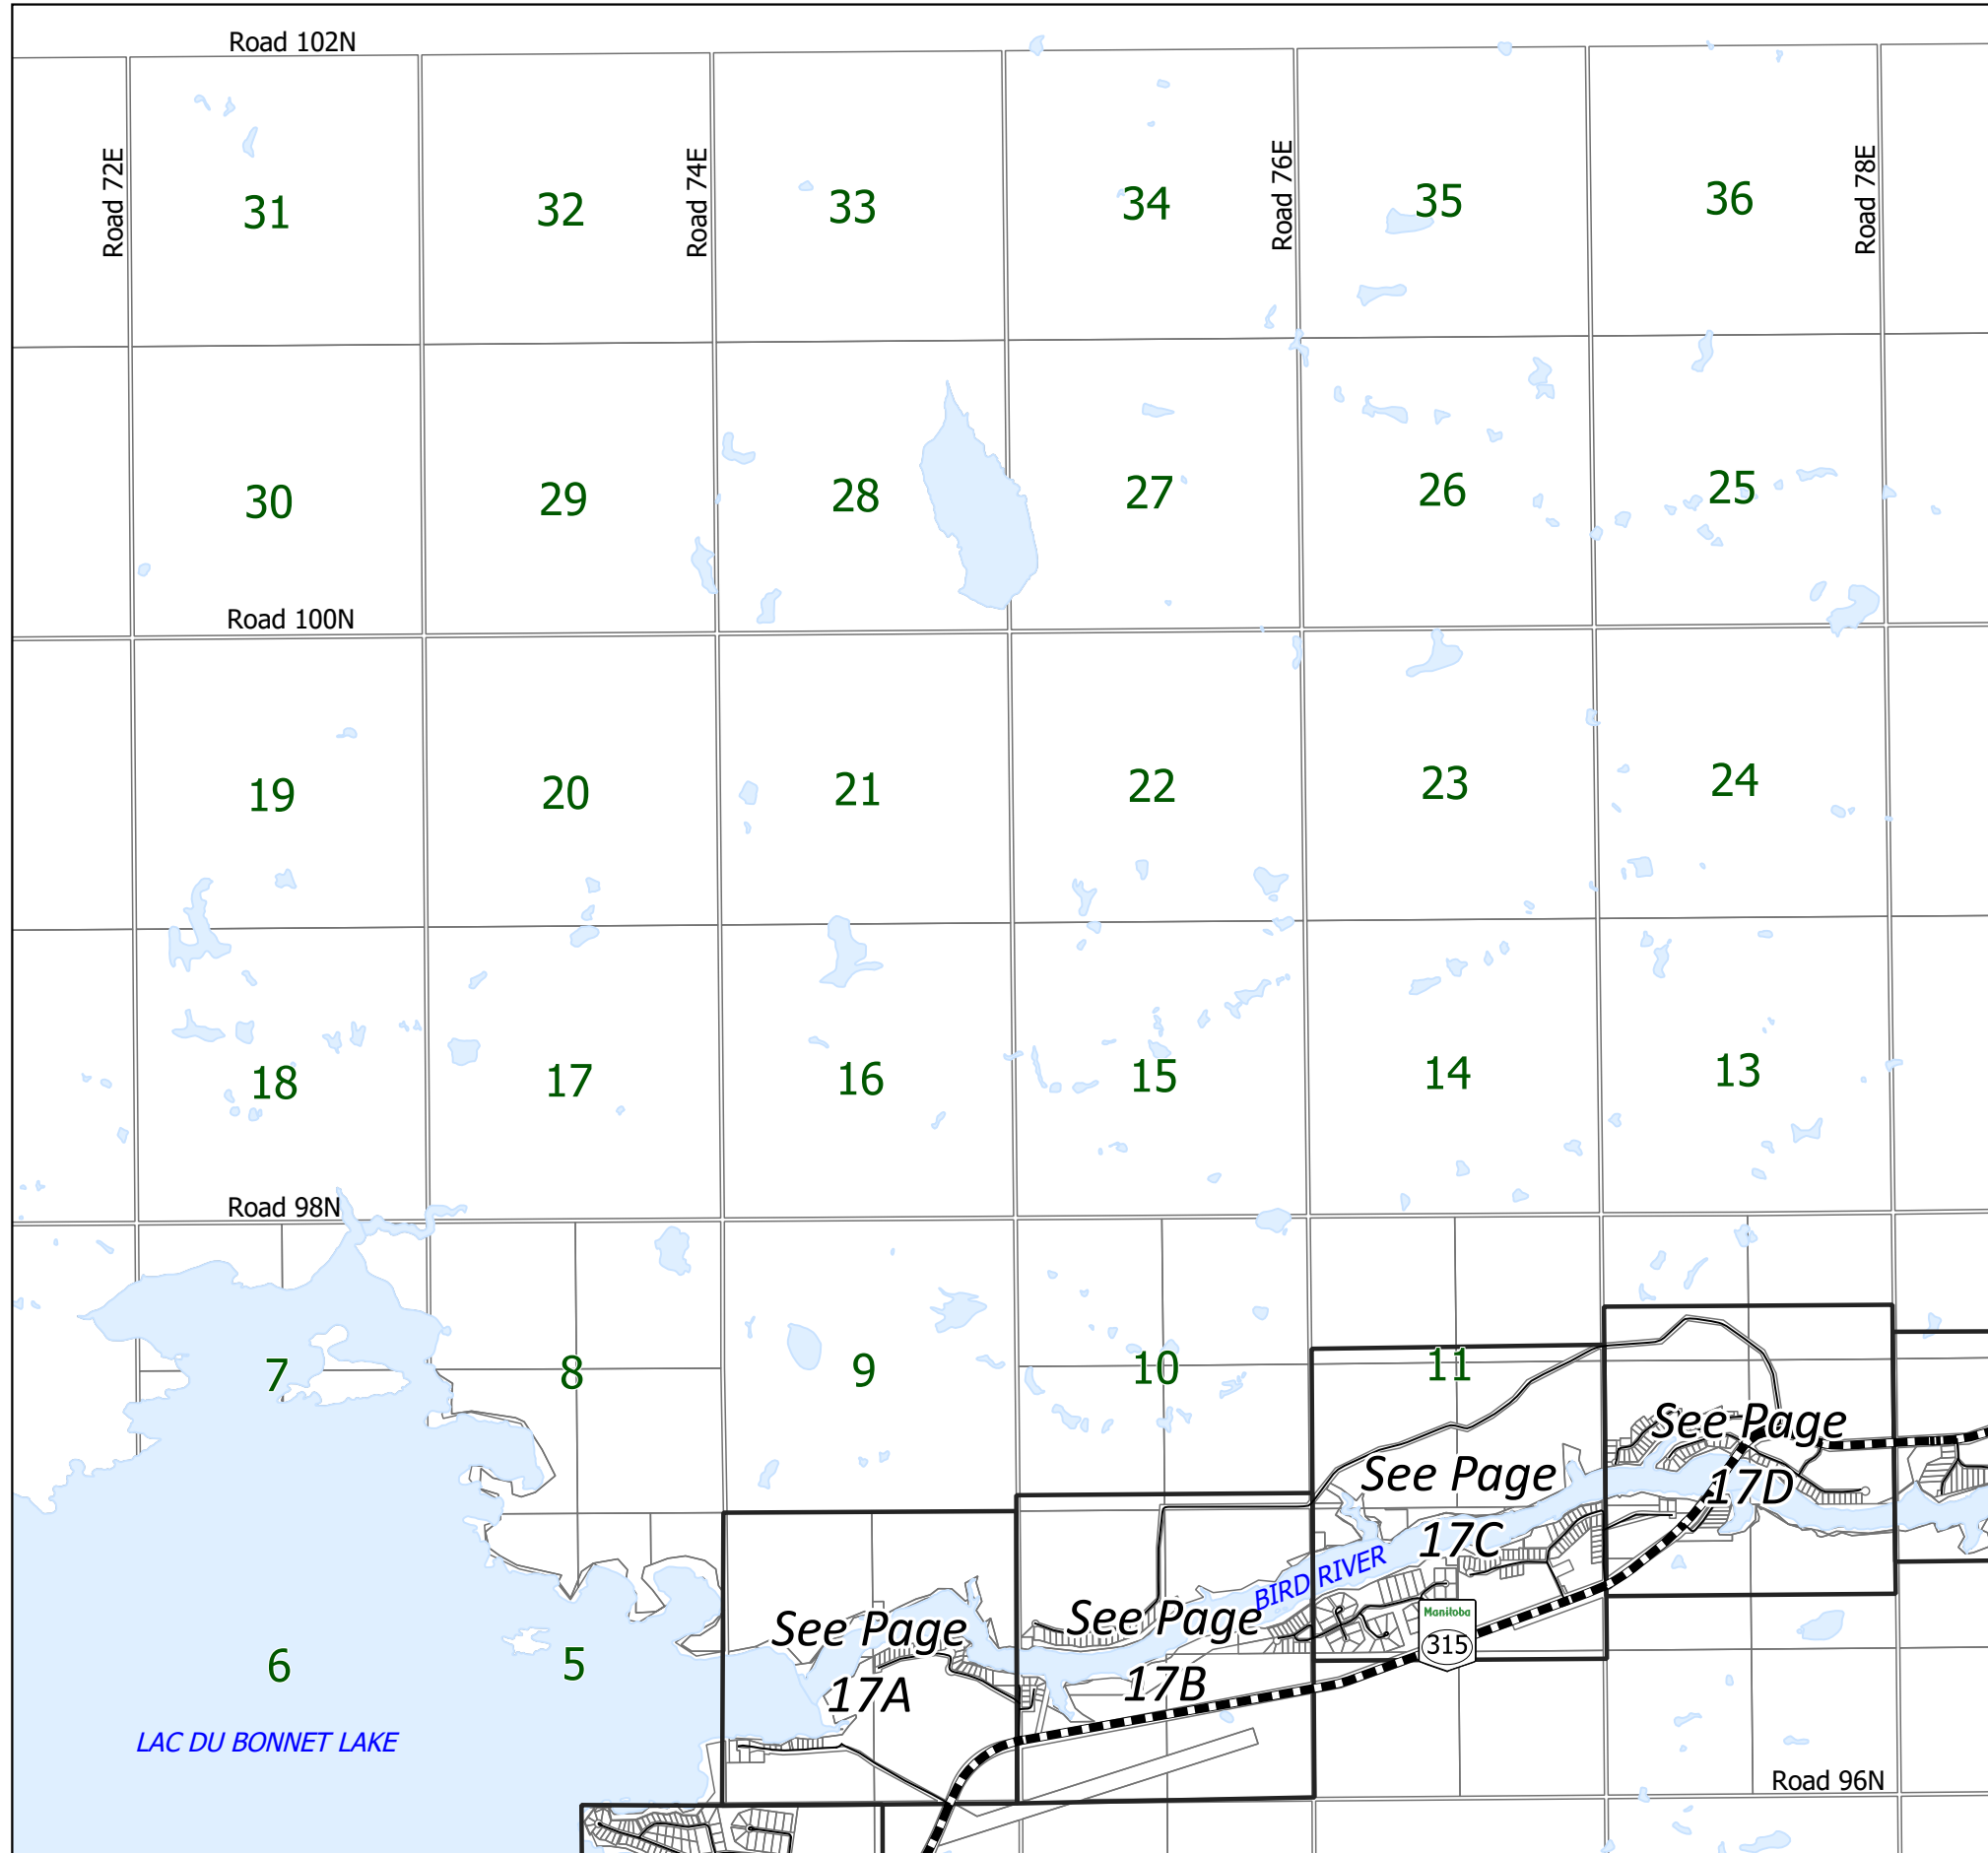 Road 102N
Road 72E
Road 74E
Road 76E
Road 78E
31
32
33
34
35
36
30
29
28
27
26
25
Road 100N
19
20
21
22
23
24
18
17
16
15
14
13
Road 98N
7
8
9
10
11
See Page
17D
See Page
17C
BIRD RIVER
See Page
17B
See Page
17A
Manitoba
315
6
5
LAC DU BONNET LAKE
Road 96N